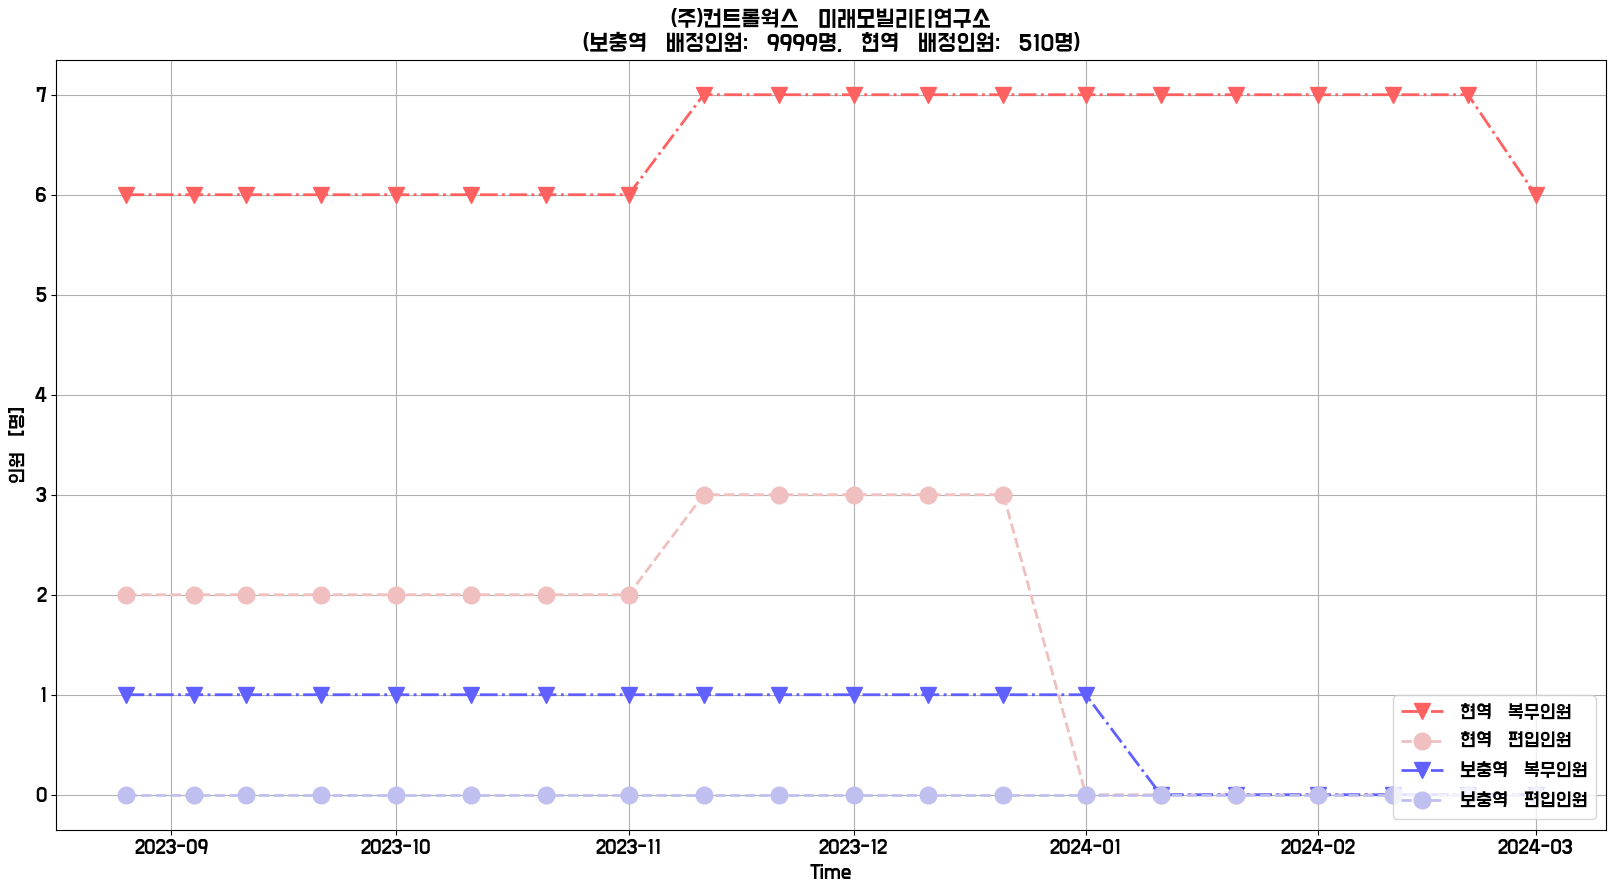 (주)컨트롤웍스 미래모빌리티연구소
(보충역 배정인원: 9999명, 현역 배정인원: 510명)
7
6
5
4
3
2
1
0
인원 [명]
2023-09 2023-10 2023-11 2023-12 2024-01 2024-02 2024-03
Time
현역 복무인원
현역 편입인원
보충역 복무인원
보충역 편입인원